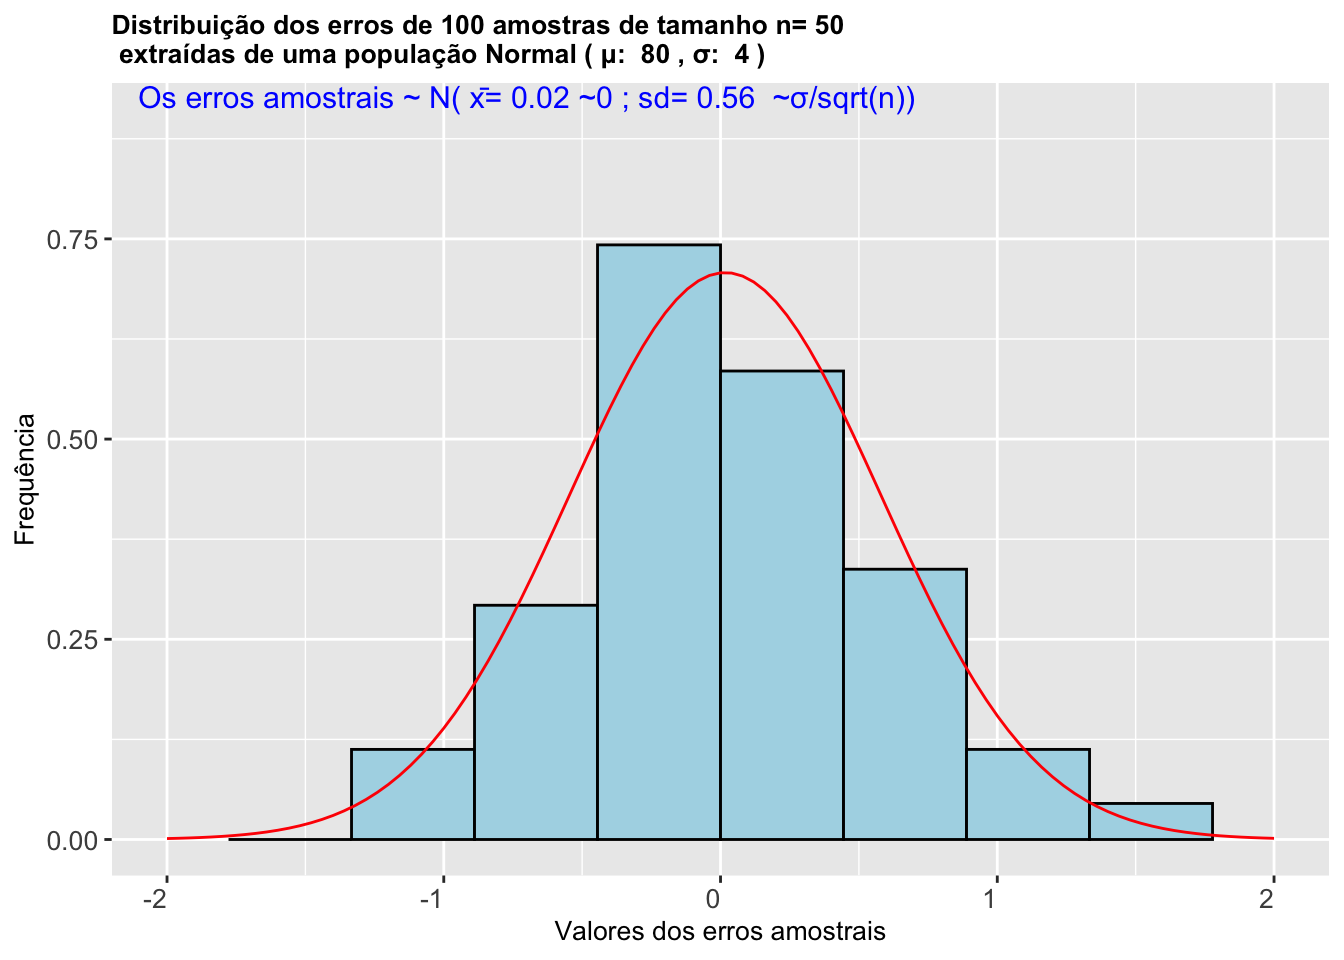 Distribuição dos erros de 100 amostras de tamanho n= 50
extraídas de uma população Normal ( μ:  80 , σ:  4 )
Os erros amostrais ~ N( x̄= 0.02 ~0 ; sd= 0.56  ~σ/sqrt(n))
0.75
0.50
0.25
0.00
Frequência
-2
-1
0
1
2
Valores dos erros amostrais